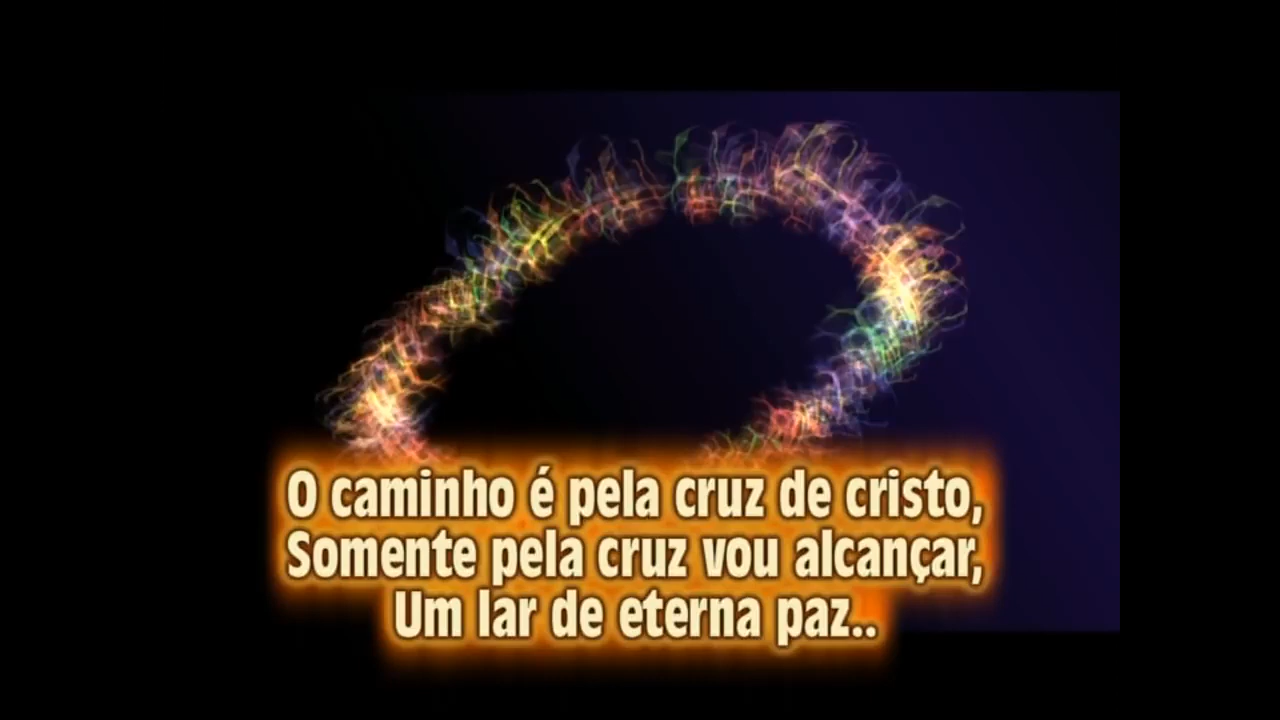 O caminho é pela cruz de cristo,
Somente pela cruz vou alcançar,
Um lar de eterna paz..